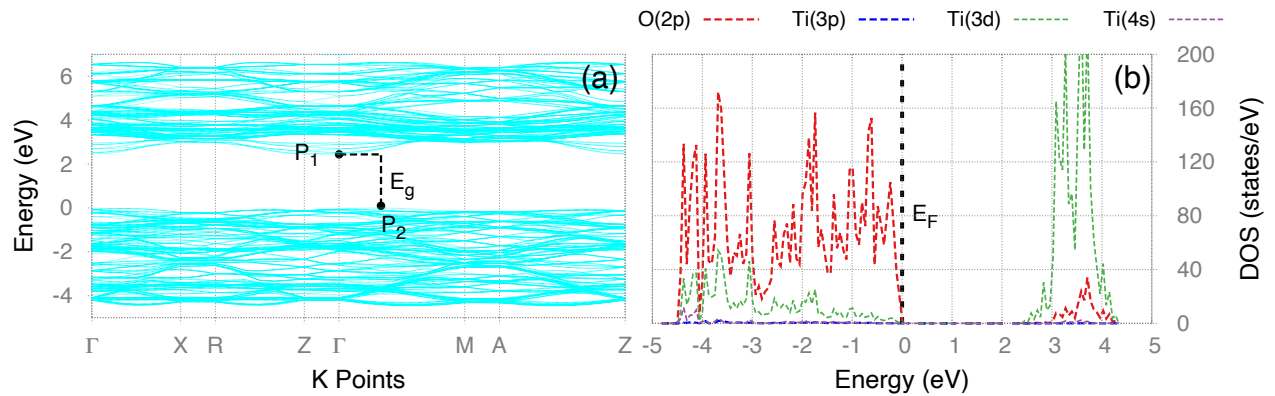 O(2p) Ti(3p) Ti(3d) Ti(4s)
(a)
Energy (eV)
6
4
2
0
-2
-4
P1
Eg
P2
Γ X R Z Γ M A Z
K Points
(b)
EF
200
160
120
80
40
0
DOS (states/eV)
-5 -4 -3 -2 -1 0 1 2 3 4 5
Energy (eV)